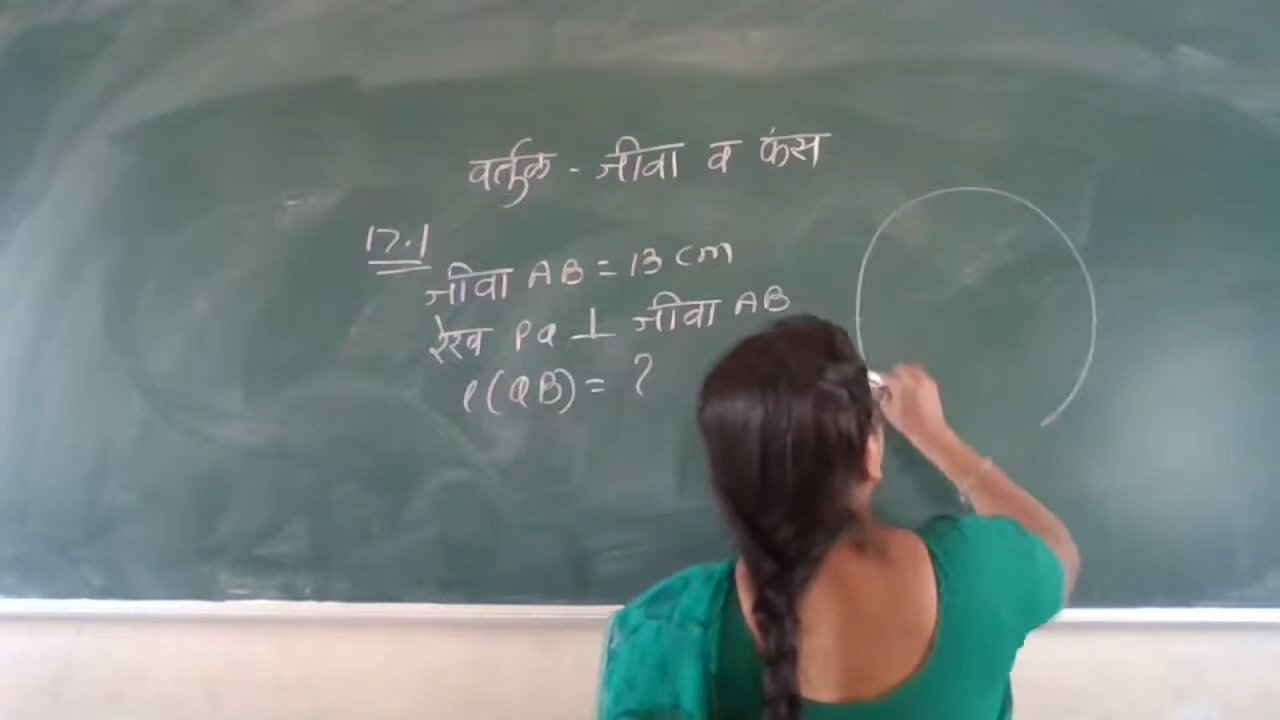 वर्तुळ - जीवा व कंस
17.1
जीवा AB = 13 cm
रेख PQ ⊥ जीवा AB
l(QB) = ?